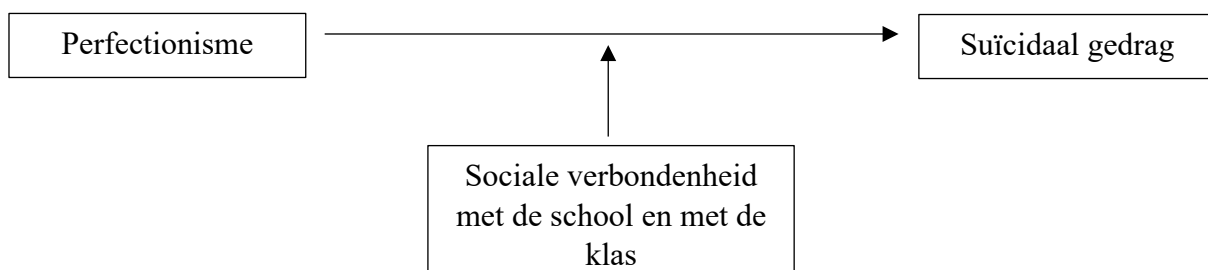 Perfectionisme
Suïcidaal gedrag
Sociale verbondenheid
met de school en met de
klas